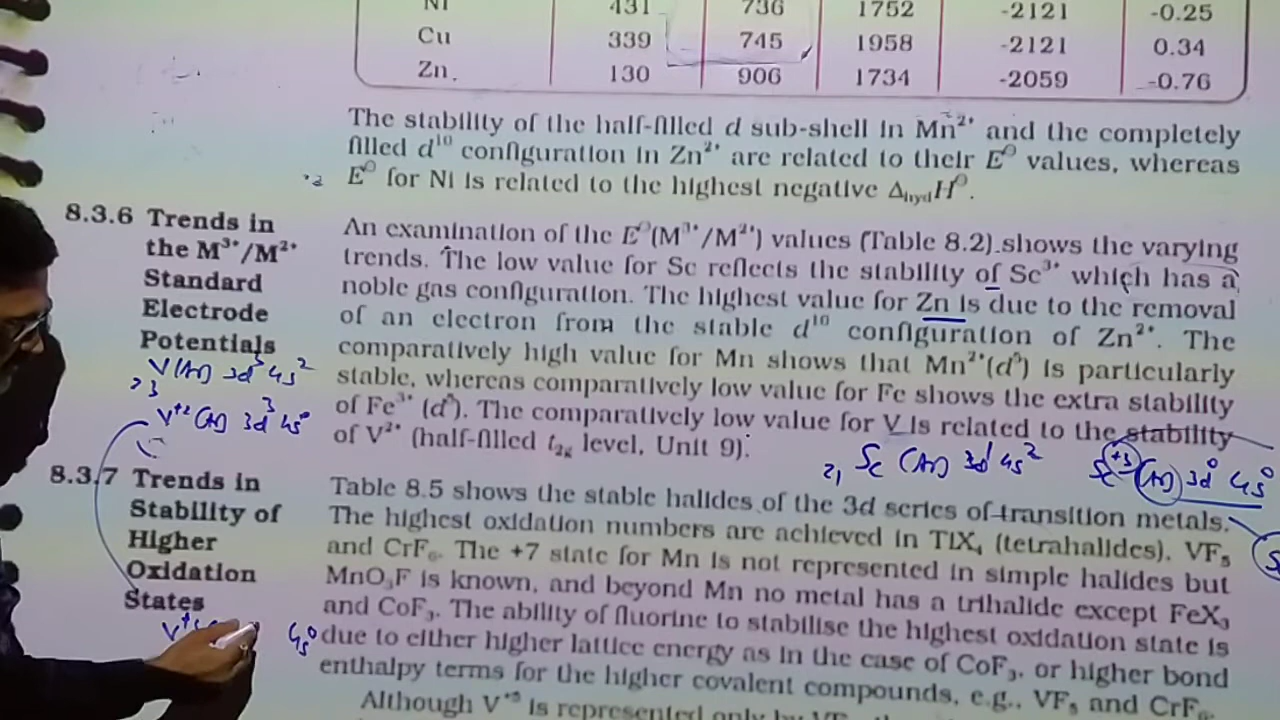 Ni 431 736 1752 -2121 -0.25
Cu 339 745 1958 -2121 0.34
Zn 130 906 1734 -2059 -0.76
The stability of the half-filled d sub-shell in Mn²⁺ and the completely
filled d¹⁰ configuration in Zn²⁺ are related to their E⊖ values, whereas
E⊖ for Ni is related to the highest negative ΔhydH⊖.
8.3.6 Trends in
the M³⁺/M²⁺
Standard
Electrode
Potentials
An examination of the E⊖(M³⁺/M²⁺) values (Table 8.2) shows the varying
trends. The low value for Sc reflects the stability of Sc³⁺ which has a
noble gas configuration. The highest value for Zn is due to the removal
of an electron from the stable d¹⁰ configuration of Zn²⁺. The
comparatively high value for Mn shows that Mn²⁺(d⁵) is particularly
stable, whereas comparatively low value for Fe shows the extra stability
of Fe³⁺ (d⁵). The comparatively low value for V is related to the stability
of V²⁺ (half-filled t₂g level, Unit 9).
V(Ar) 3d³ 4s²
23
V⁺² (Ar) 3d³ 4s⁰
21 Sc (Ar) 3d¹ 4s²
Sc⁺³ (Ar) 3d⁰ 4s⁰
8.3.7 Trends in
Stability of
Higher
Oxidation
States
Table 8.5 shows the stable halides of the 3d series of transition metals.
The highest oxidation numbers are achieved in TiX₄ (tetrahalides), VF₅
and CrF₆. The +7 state for Mn is not represented in simple halides but
MnO₃F is known, and beyond Mn no metal has a trihalide except FeX₃
and CoF₃. The ability of fluorine to stabilise the highest oxidation state is
due to either higher lattice energy as in the case of CoF₃, or higher bond
enthalpy terms for the higher covalent compounds, e.g., VF₅ and CrF₆.
4s⁰
Although V⁺⁵ is represented only by VF₅